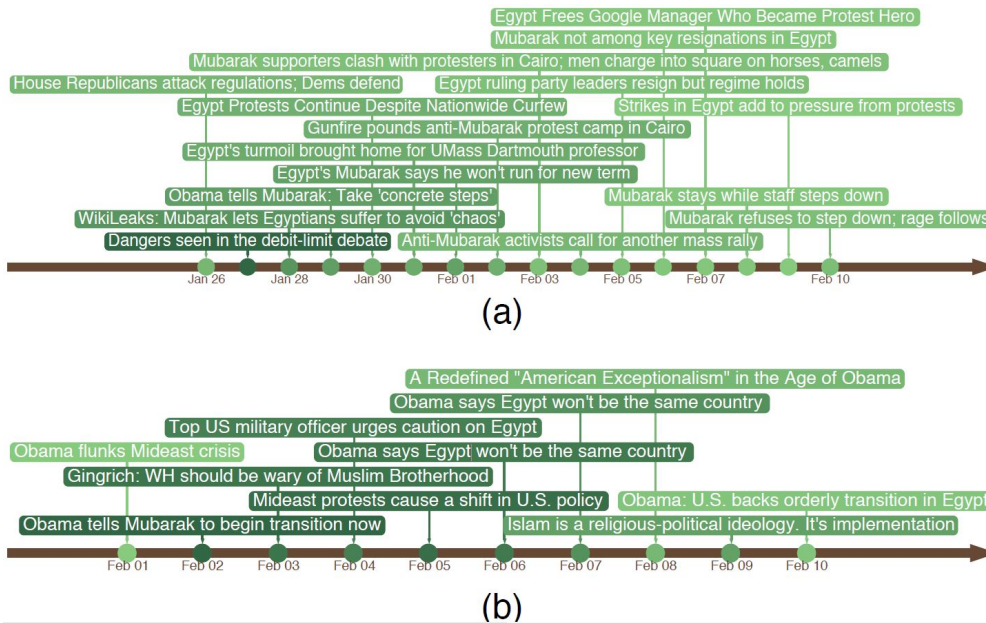 Egypt Frees Google Manager Who Became Protest Hero
Mubarak not among key resignations in Egypt
Mubarak supporters clash with protesters in Cairo; men charge into square on horses, camels
House Republicans attack regulations; Dems defend
Egypt ruling party leaders resign but regime holds
Egypt Protests Continue Despite Nationwide Curfew
Strikes in Egypt add to pressure from protests
Gunfire pounds anti-Mubarak protest camp in Cairo
Egypt's turmoil brought home for UMass Dartmouth professor
Egypt's Mubarak says he won't run for new term
Obama tells Mubarak: Take 'concrete steps'
Mubarak stays while staff steps down
WikiLeaks: Mubarak lets Egyptians suffer to avoid 'chaos'
Mubarak refuses to step down; rage follows
Dangers seen in the debit-limit debate
Anti-Mubarak activists call for another mass rally
Jan 26 Jan 28 Jan 30 Feb 01 Feb 03 Feb 05 Feb 07 Feb 10
(a)
A Redefined "American Exceptionalism" in the Age of Obama
Obama says Egypt won't be the same country
Top US military officer urges caution on Egypt
Obama flunks Mideast crisis
Obama says Egypt won't be the same country
Gingrich: WH should be wary of Muslim Brotherhood
Mideast protests cause a shift in U.S. policy
Obama: U.S. backs orderly transition in Egypt
Obama tells Mubarak to begin transition now
Islam is a religious-political ideology. It's implementation
Feb 01 Feb 02 Feb 03 Feb 04 Feb 05 Feb 06 Feb 07 Feb 08 Feb 09 Feb 10
(b)